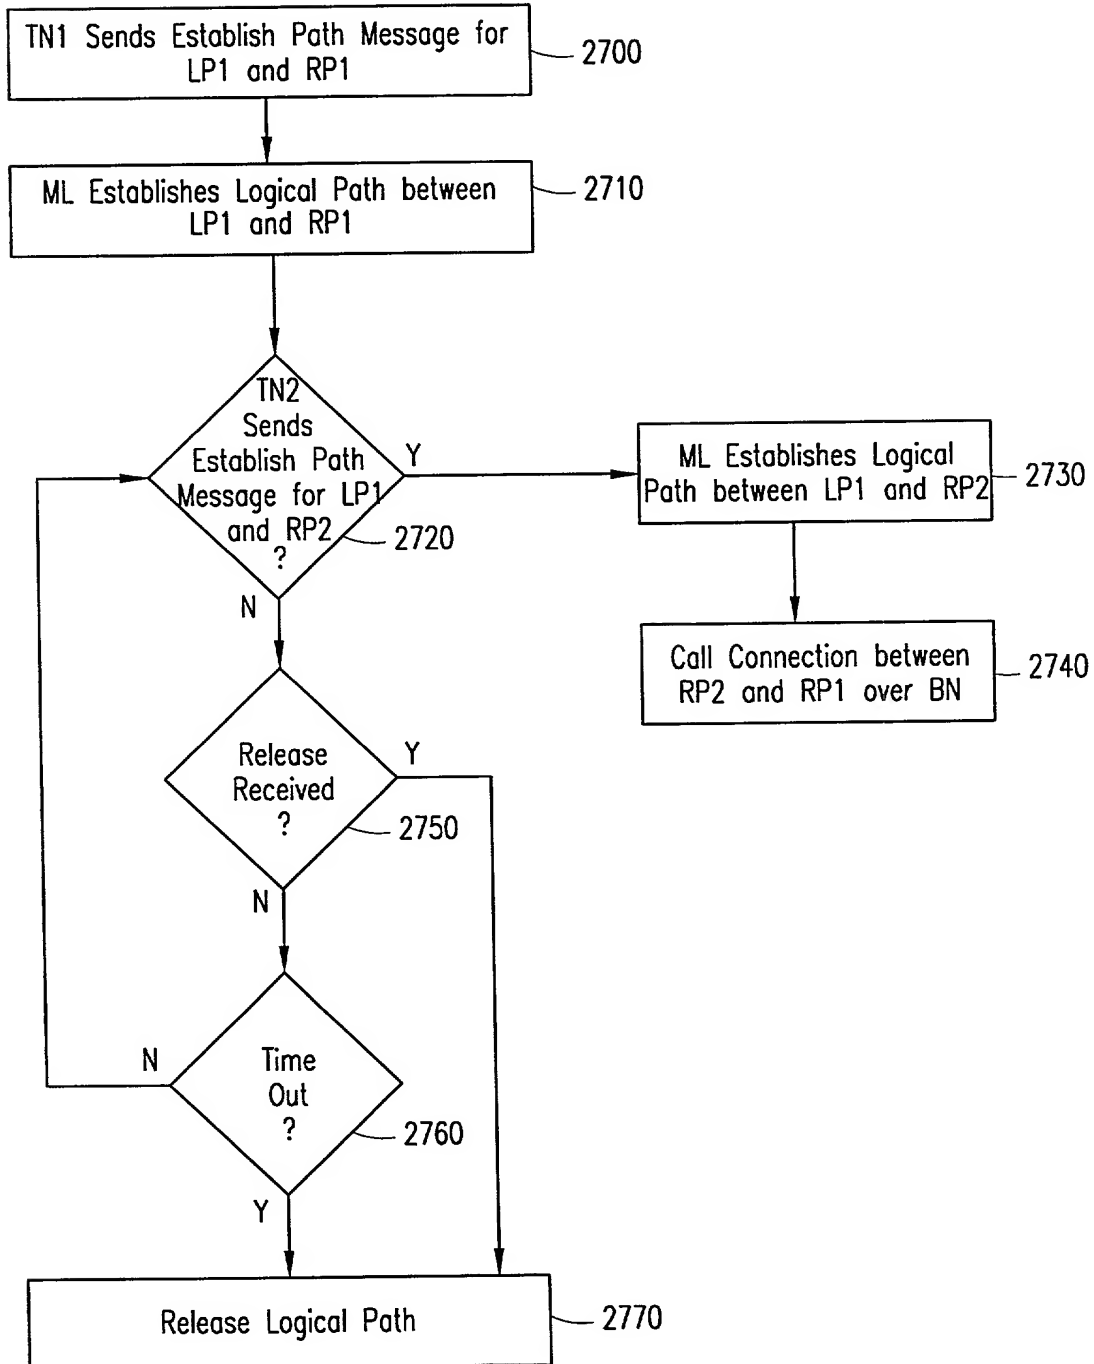 TN1 Sends Establish Path Message for
LP1 and RP1
2700
ML Establishes Logical Path between
LP1 and RP1
2710
TN2
Sends
Establish Path
Message for LP1
and RP2
?
2720
Y
N
ML Establishes Logical
Path between LP1 and RP2
2730
Call Connection between
RP2 and RP1 over BN
2740
Release
Received
?
2750
Y
N
Time
Out
?
2760
N
Y
Release Logical Path
2770